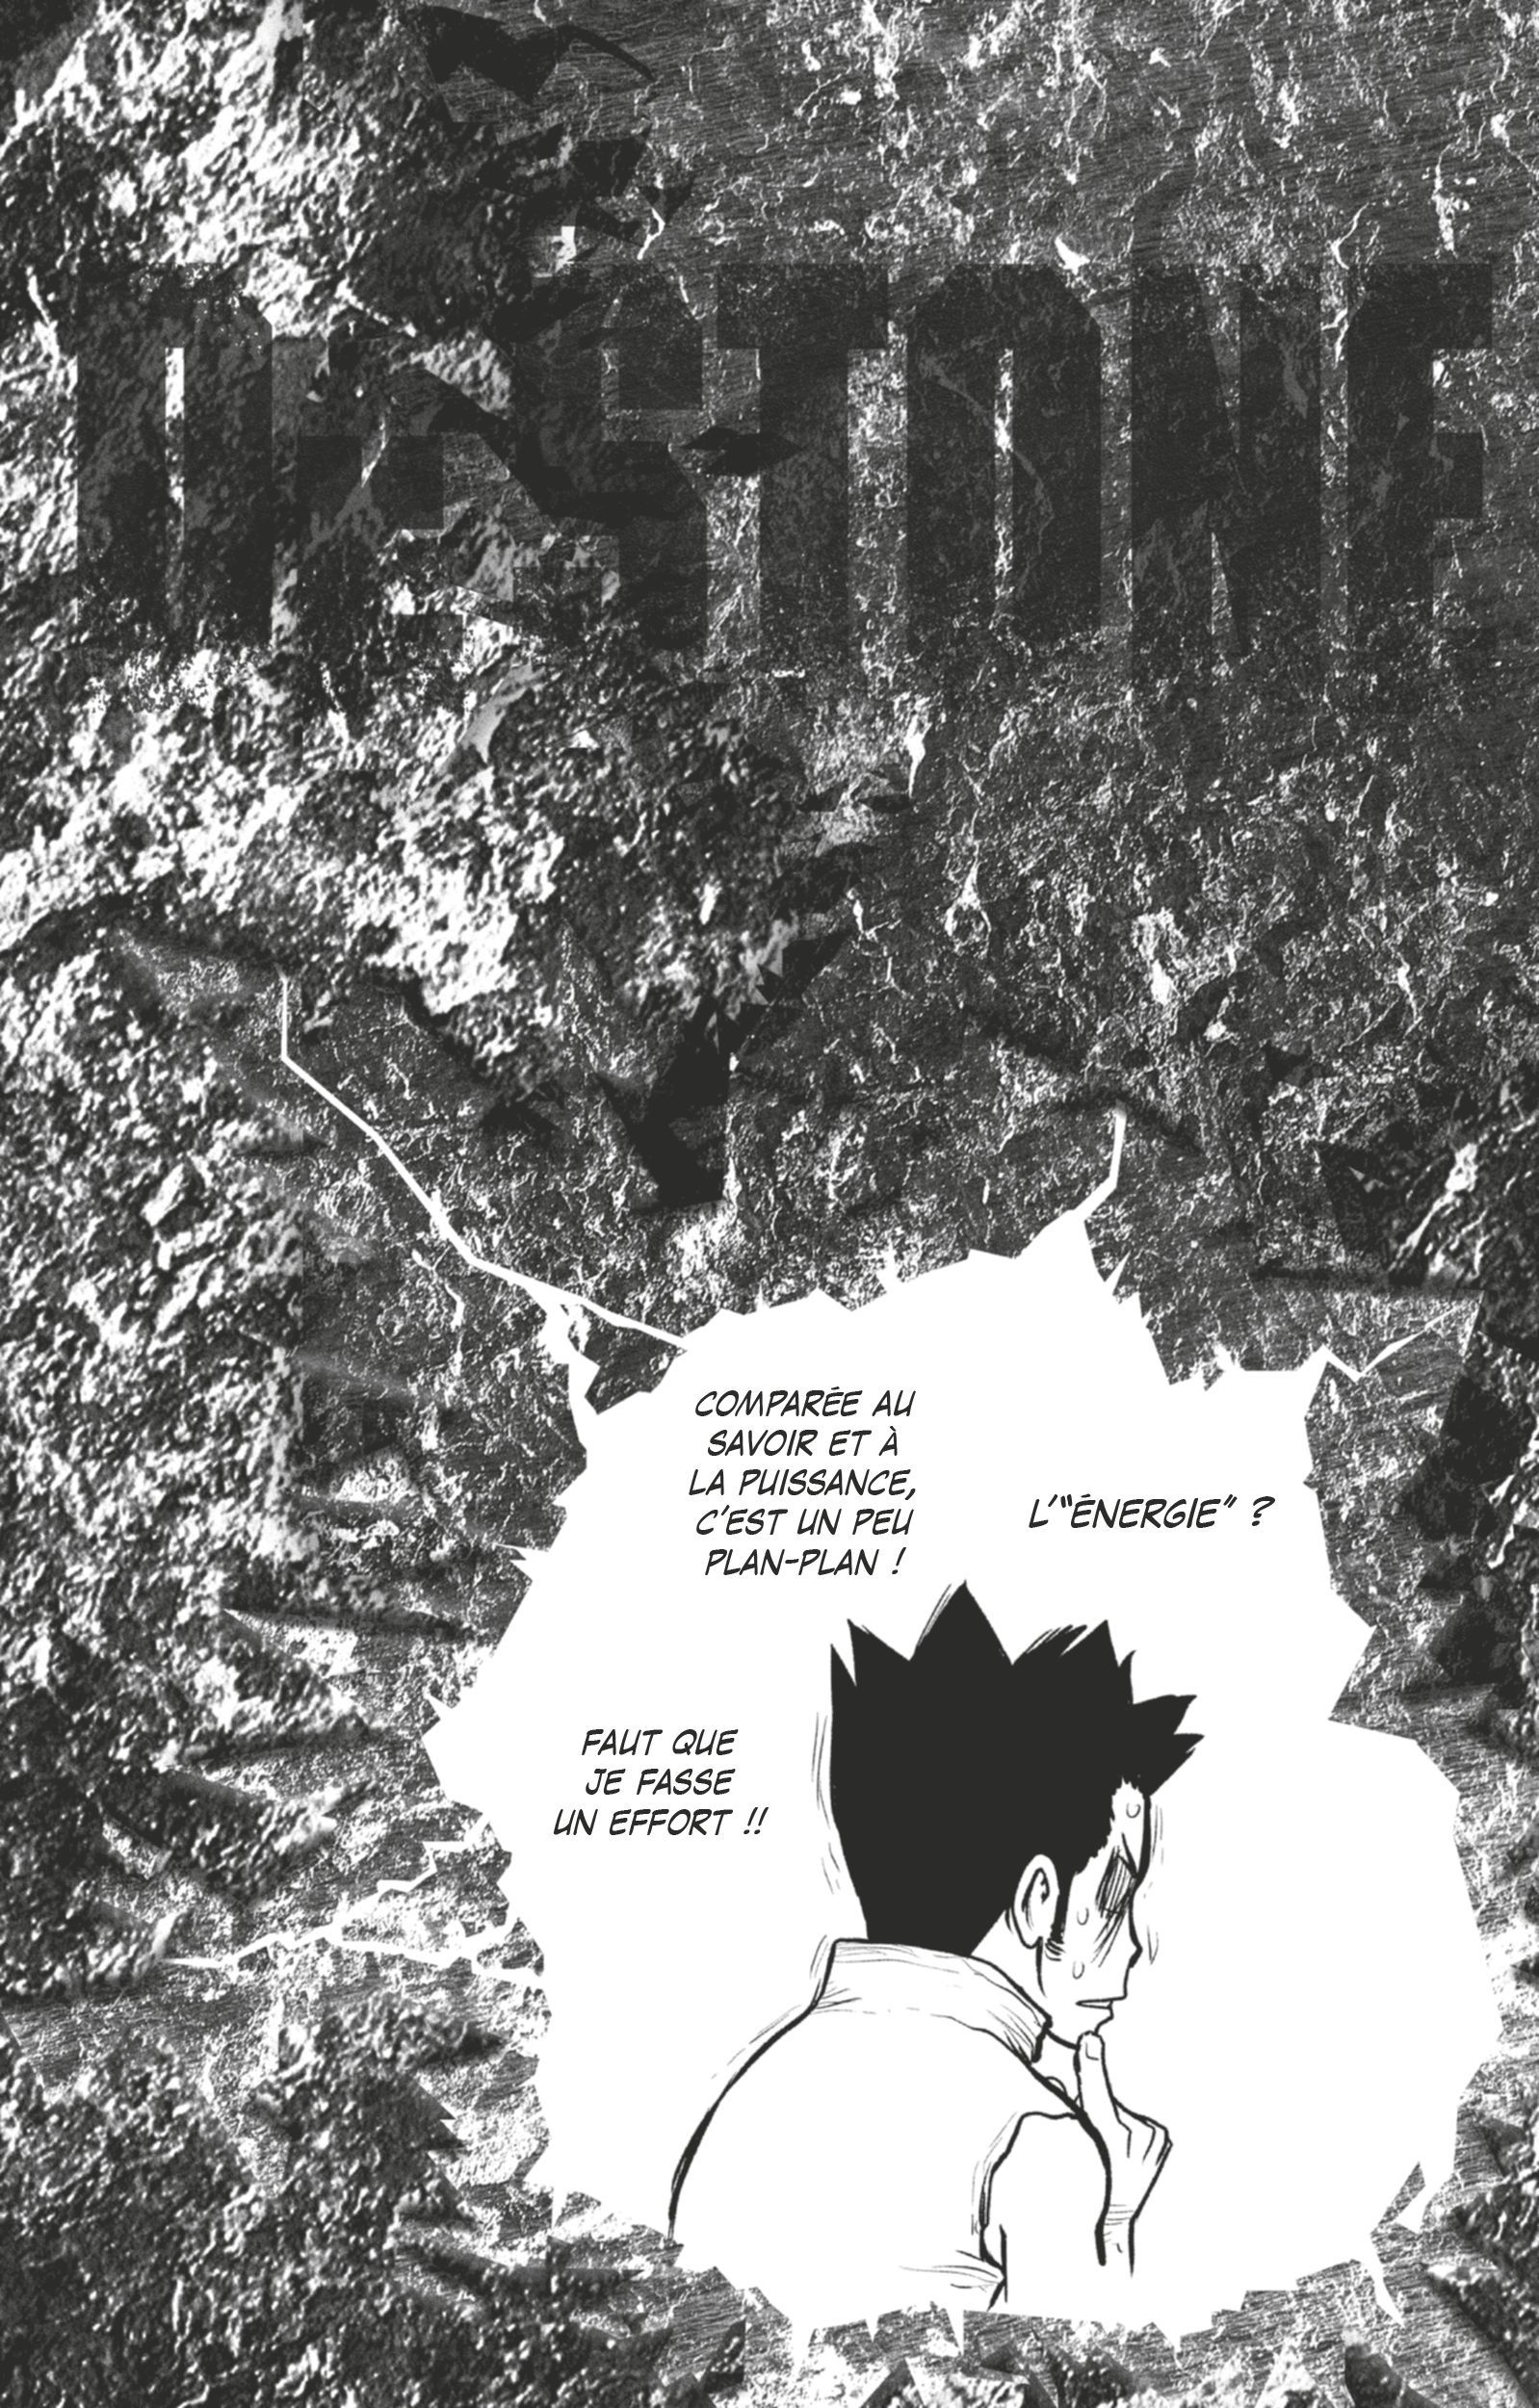 DR.STONE
L'"ÉNERGIE" ?
COMPARÉE AU
SAVOIR ET À
LA PUISSANCE,
C'EST UN PEU
PLAN-PLAN !
FAUT QUE
JE FASSE
UN EFFORT !!